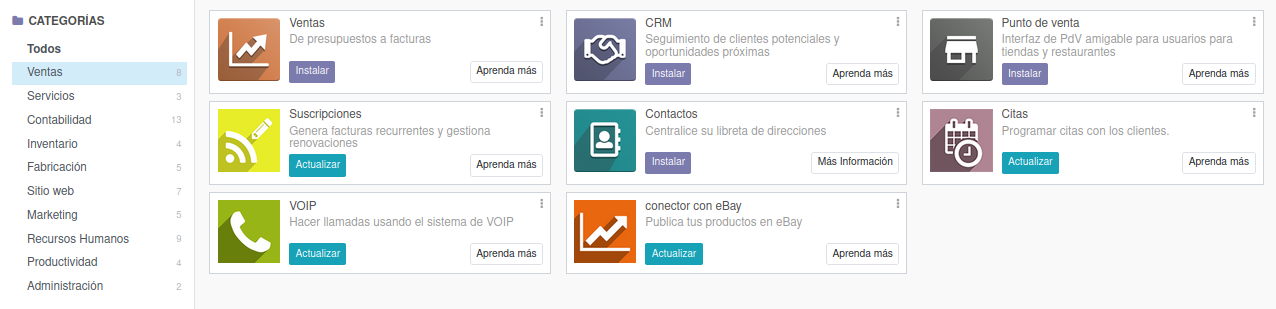 CATEGORÍAS
Todos
Ventas 8
Servicios 3
Contabilidad 13
Inventario 4
Fabricación 5
Sitio web 7
Marketing 5
Recursos Humanos 9
Productividad 4
Administración 2
Ventas
De presupuestos a facturas
Instalar Aprenda más
CRM
Seguimiento de clientes potenciales y
oportunidades próximas
Instalar Aprenda más
Punto de venta
Interfaz de PdV amigable para usuarios para
tiendas y restaurantes
Instalar Aprenda más
Suscripciones
Genera facturas recurrentes y gestiona
renovaciones
Actualizar Aprenda más
Contactos
Centralice su libreta de direcciones
Instalar Más Información
Citas
Programar citas con los clientes.
Actualizar Aprenda más
VOIP
Hacer llamadas usando el sistema de VOIP
Actualizar Aprenda más
conector con eBay
Publica tus productos en eBay
Actualizar Aprenda más